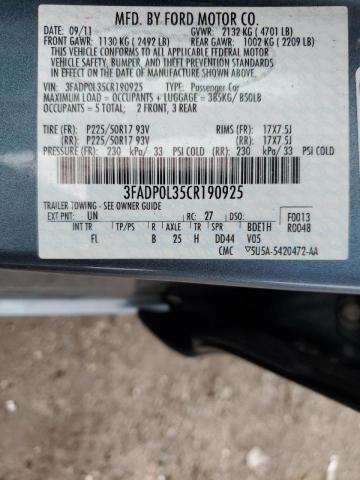 MFD. BY FORD MOTOR CO.
DATE: 09/11 GVWR: 2132 KG ( 4701 LB)
FRONT GAWR: 1130 KG ( 2492 LB) REAR GAWR: 1002 KG ( 2209 LB)
THIS VEHICLE CONFORMS TO ALL APPLICABLE FEDERAL MOTOR
VEHICLE SAFETY, BUMPER, AND THEFT PREVENTION STANDARDS IN
EFFECT ON THE DATE OF MANUFACTURE SHOWN ABOVE.
VIN: 3FADP0L35CR190925 TYPE: Passenger Car
MAXIMUM LOAD = OCCUPANTS + LUGGAGE = 385KG/ 850LB
OCCUPANTS = 5 TOTAL, 2 FRONT, 3 REAR
TIRE (FR): P225/50R17 93V RIMS (FR): 17X7.5J
TIRE (RR): P225/50R17 93V (RR): 17X7.5J
PRESSURE (FR): 230 kPa/ 33 PSI COLD (RR): 230 kPa/ 33 PSI COLD
3FADP0L35CR190925
TRAILER TOWING - SEE OWNER GUIDE
EXT PNT: UN RC: 27 DSO: F0013
INT TR TP/PS R AXLE TR SPR BDE1H R0048
FL B 25 H DD44 V05
CMC 5U5A-5420472-AA